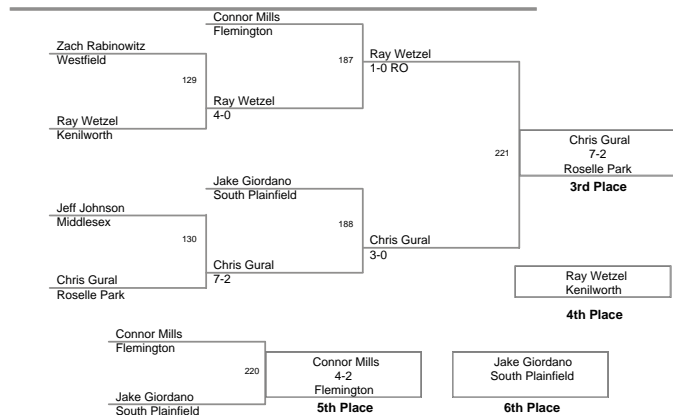 Connor Mills
Flemington
Zach Rabinowitz
Westfield
187
Ray Wetzel
1-0 RO
129
Ray Wetzel
4-0
Ray Wetzel
Kenilworth
221
Chris Gural
7-2
Roselle Park
3rd Place
Jake Giordano
South Plainfield
Jeff Johnson
Middlesex
188
Chris Gural
3-0
130
Chris Gural
7-2
Chris Gural
Roselle Park
Ray Wetzel
Kenilworth
4th Place
Connor Mills
Flemington
220
Connor Mills
4-2
Flemington
5th Place
Jake Giordano
South Plainfield
6th Place
Jake Giordano
South Plainfield